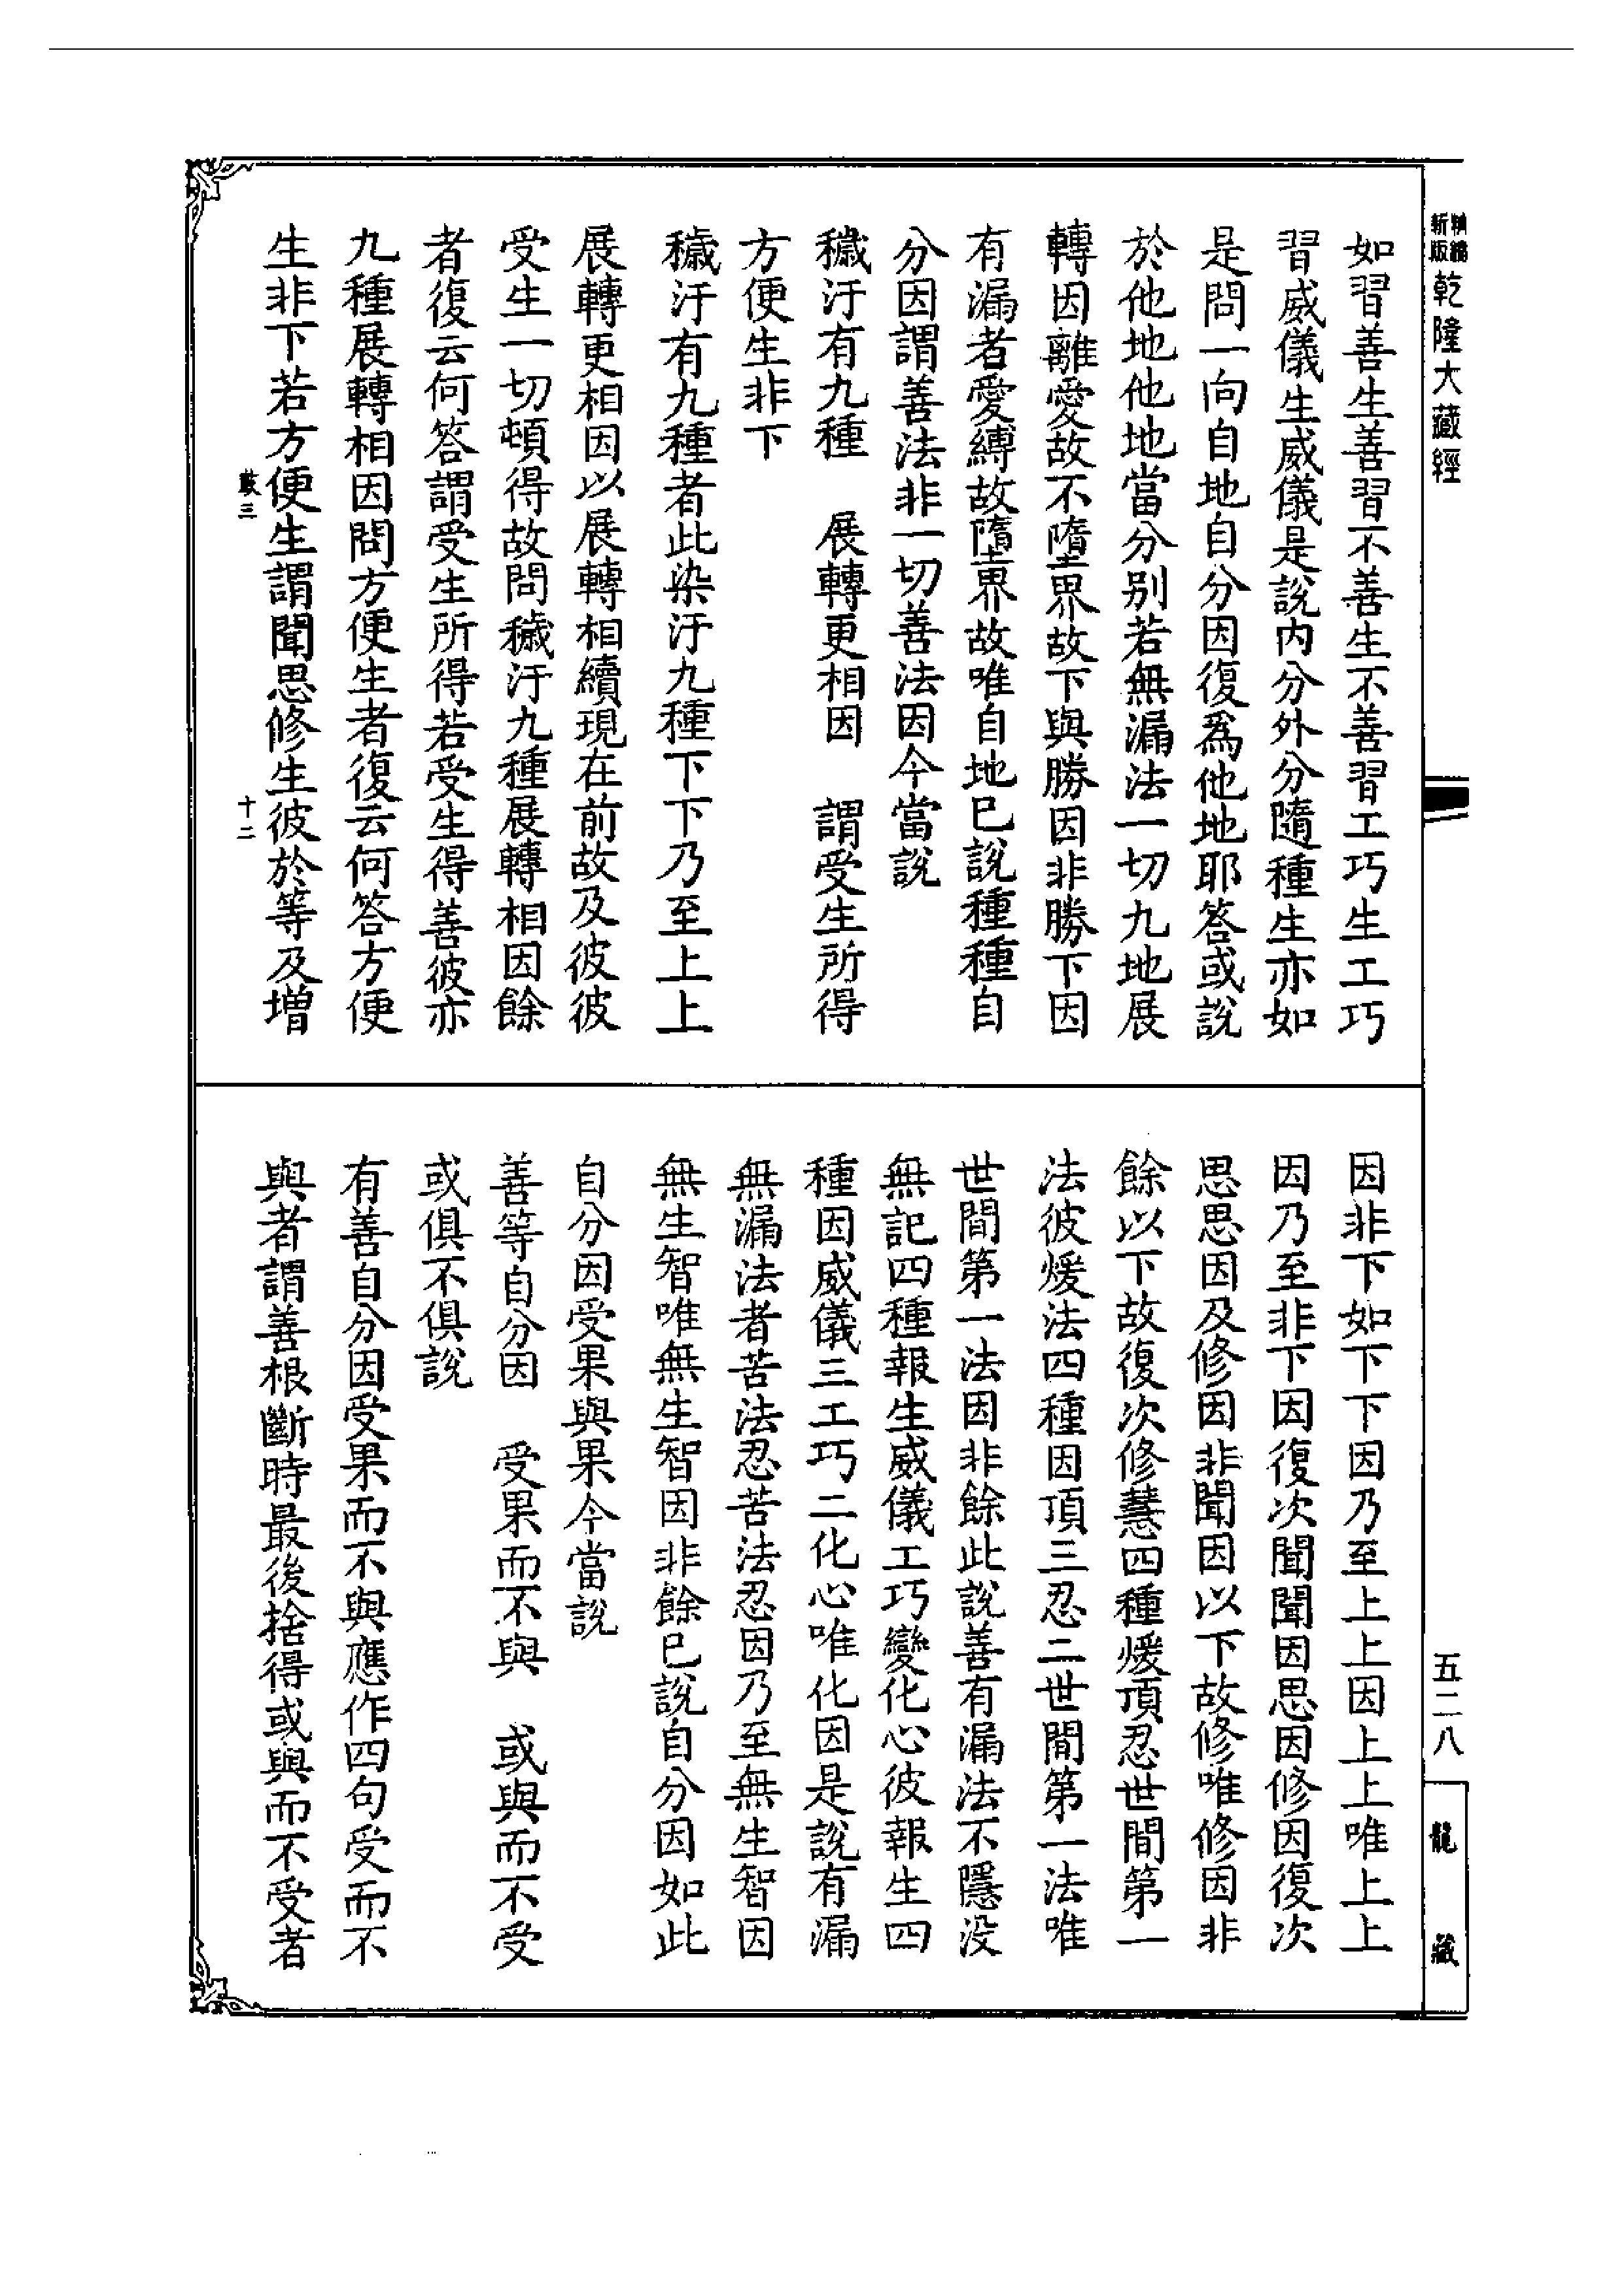 新編縮版乾隆大藏經
如習善生善習不善生不善習工巧生工巧
習威儀生威儀是說內分外分隨種生亦如
是問一向自地自分因復為他地耶答或說
於他地他地當分別若無漏法一切九地展
轉因離愛故不墮界故下與勝因非勝下因
有漏者愛縛故墮界故唯自地已說種種自
分因謂善法非一切善法因今當說
穢汙有九種　展轉更相因　謂受生所得
方便生非下
穢汙有九種者此染汙九種下下乃至上上
展轉更相因以展轉相續現在前故及彼彼
受生一切頓得故問穢汙九種展轉相因餘
者復云何答謂受生所得若受生得善彼亦
九種展轉相因問方便生者復云何答方便
生非下若方便生謂聞思修生彼於等及增
藪三　十二
因非下如下下因乃至上上因上上唯上上
因乃至非下因復次聞聞因思因修因復次
思思因及修因非聞因以下故修唯修因非
餘以下故復次修慧四種煖頂忍世間第一
法彼煖法四種因頂三忍二世間第一法唯
世間第一法因非餘此說善有漏法不隱沒
無記四種報生威儀工巧變化心彼報生四
種因威儀三工巧二化心唯化因是說有漏
無漏法者苦法忍苦法忍因乃至無生智因
無生智唯無生智因非餘已說自分因如此
自分因受果與果今當說
善等自分因　受果而不與　或與而不受
或俱不俱說
有善自分因受果而不與應作四句受而不
與者謂善根斷時最後捨得或與而不受者
五二八
龍藏